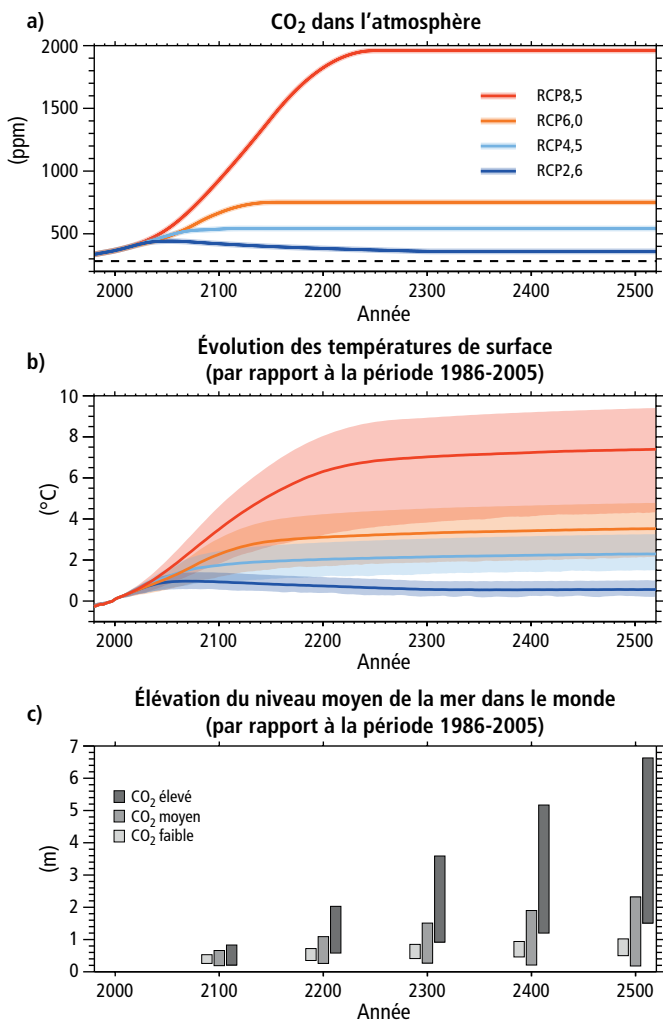 a)
CO2 dans l'atmosphère
2000
1500
1000
500
(ppm)
RCP8,5
RCP6,0
RCP4,5
RCP2,6
2000 2100 2200 2300 2400 2500
Année
b)
Évolution des températures de surface
(par rapport à la période 1986-2005)
10
8
6
4
2
0
(°C)
2000 2100 2200 2300 2400 2500
Année
c)
Élévation du niveau moyen de la mer dans le monde
(par rapport à la période 1986-2005)
7
6
5
4
3
2
1
0
(m)
CO2 élevé
CO2 moyen
CO2 faible
2000 2100 2200 2300 2400 2500
Année